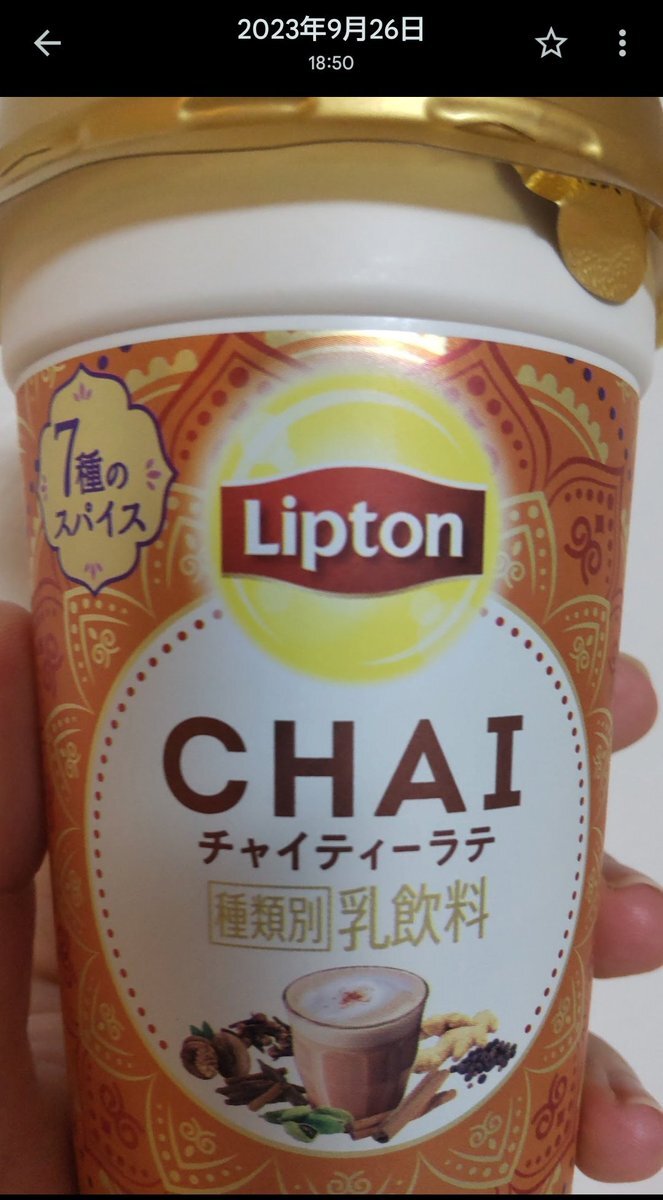 2023年9月26日
18:50
7種の
スパイス
Lipton
CHAI
チャイティーラテ
種類別 乳飲料